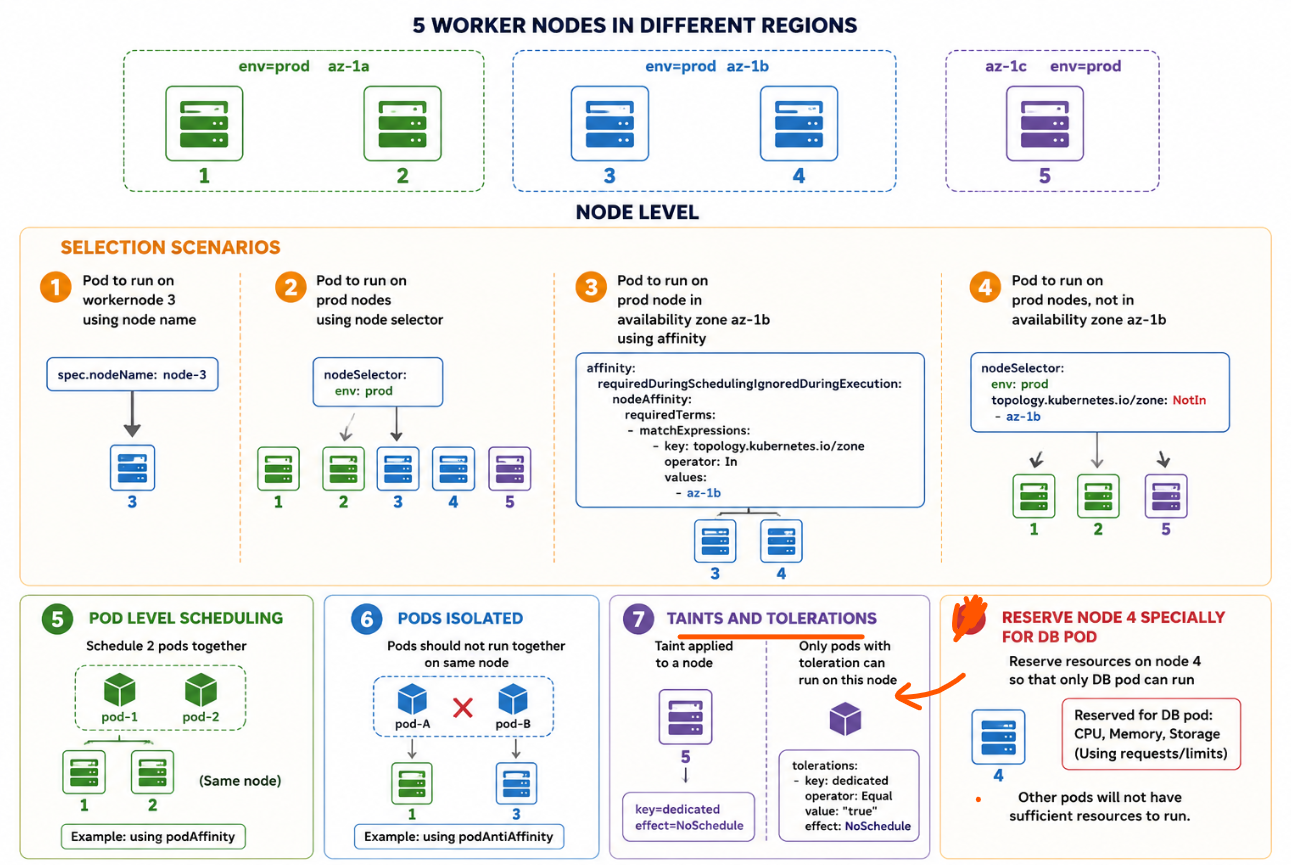 5 WORKER NODES IN DIFFERENT REGIONS
env=prod az-1a
1
2
env=prod az-1b
3
4
az-1c env=prod
5
NODE LEVEL
SELECTION SCENARIOS
1
Pod to run on
workernode 3
using node name
spec.nodeName: node-3
3
2
Pod to run on
prod nodes
using node selector
nodeSelector:
env: prod
1
2
3
4
5
3
Pod to run on
prod node in
availability zone az-1b
using affinity
affinity:
requiredDuringSchedulingIgnoredDuringExecution:
nodeAffinity:
requiredTerms:
- matchExpressions:
- key: topology.kubernetes.io/zone
operator: In
values:
- az-1b
3
4
4
Pod to run on
prod nodes, not in
availability zone az-1b
nodeSelector:
env: prod
topology.kubernetes.io/zone: NotIn
- az-1b
1
2
5
5
POD LEVEL SCHEDULING
Schedule 2 pods together
pod-1
pod-2
1
2
(Same node)
Example: using podAffinity
6
PODS ISOLATED
Pods should not run together
on same node
pod-A
pod-B
1
3
Example: using podAntiAffinity
7
TAINTS AND TOLERATIONS
Taint applied
to a node
5
key=dedicated
effect=NoSchedule
Only pods with
toleration can
run on this node
tolerations:
- key: dedicated
operator: Equal
value: "true"
effect: NoSchedule
RESERVE NODE 4 SPECIALLY
FOR DB POD
Reserve resources on node 4
so that only DB pod can run
4
Reserved for DB pod:
CPU, Memory, Storage
(Using requests/limits)
Other pods will not have
sufficient resources to run.